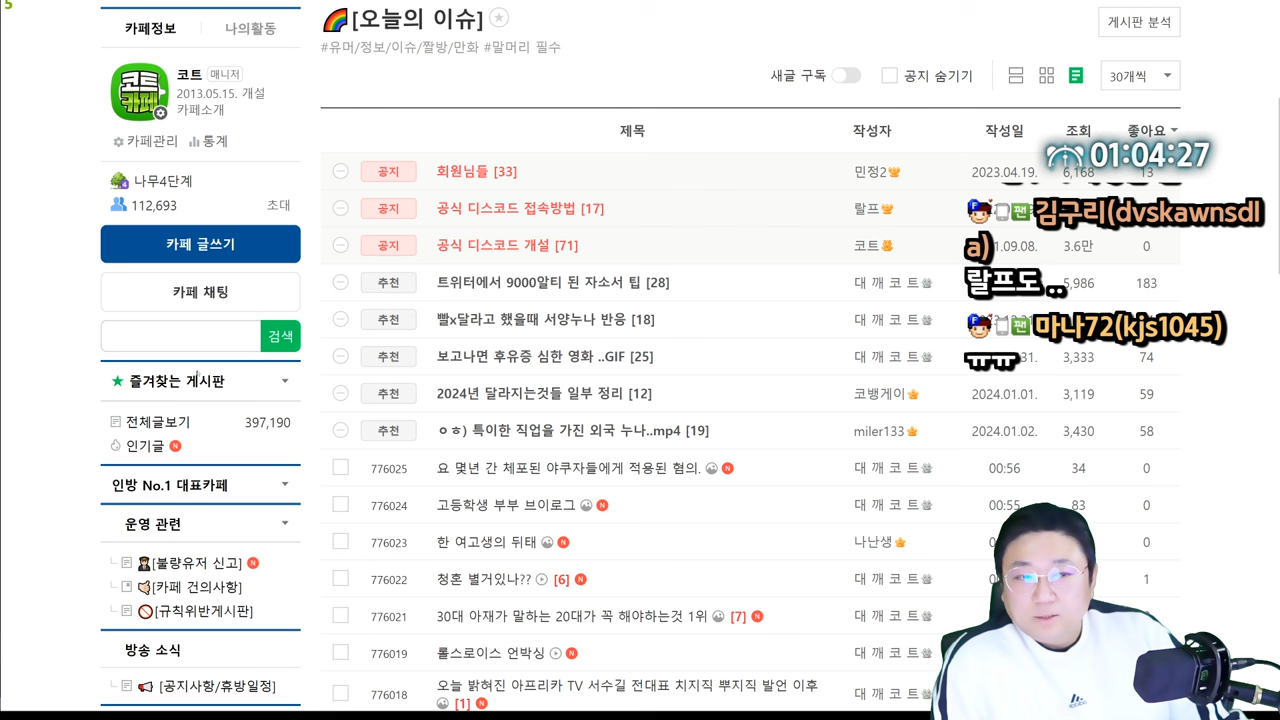 5
카페정보
나의활동
코트 매니저
2013.05.15. 개설
카페소개
카페관리 통계
나무4단계
112,693 초대
카페 글쓰기
카페 채팅
검색
즐겨찾는 게시판
전체글보기 397,190
인기글 N
인방 No.1 대표카페
운영 관련
[불량유저 신고] N
[카페 건의사항]
[규칙위반게시판]
방송 소식
[공지사항/휴방일정]
[오늘의 이슈]
게시판 분석
#유머/정보/이슈/짤방/만화 #말머리 필수
새글 구독 공지 숨기기 30개씩
제목 작성자 작성일 조회 좋아요
공지 회원님들 [33] 민정2 2023.04.19. 6,168 13
공지 공식 디스코드 접속방법 [17] 랄프
공지 공식 디스코드 개설 [71] 코트 1.09.08. 3.6만 0
추천 트위터에서 9000알티 된 자소서 팁 [28] 대 깨 코 트 5,986 183
추천 빨x달라고 했을때 서양누나 반응 [18] 대 깨 코 트
추천 보고나면 후유증 심한 영화 ..GIF [25] 대 깨 코 트 31. 3,333 74
추천 2024년 달라지는것들 일부 정리 [12] 코뱅게이 2024.01.01. 3,119 59
추천 ㅇㅎ) 특이한 직업을 가진 외국 누나..mp4 [19] miler133 2024.01.02. 3,430 58
776025 요 몇년 간 체포된 야쿠자들에게 적용된 혐의. N 대 깨 코 트 00:56 34 0
776024 고등학생 부부 브이로그 N 대 깨 코 트 00:55 83 0
776023 한 여고생의 뒤태 N 나난생 0
776022 청혼 별거있나?? [6] N 대 깨 코 트 1
776021 30대 아재가 말하는 20대가 꼭 해야하는것 1위 [7] N 대 깨 코 트 0
776019 롤스로이스 언박싱 N 대 깨 코 트 0
776018 오늘 밝혀진 아프리카 TV 서수길 전대표 치지직 뿌지직 발언 이후 [1] N 대 깨 코 트 0
01:04:27
팬 김구리(dvskawnsdl
a)
랄프도..
팬 마나72(kjs1045)
ㅠㅠ